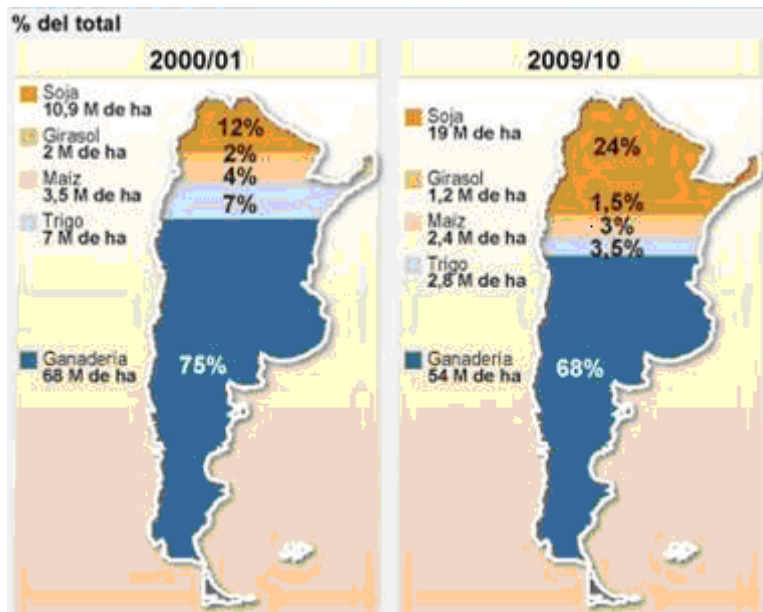 % del total
2000/01
Soja
10,9 M de ha
Girasol
2 M de ha
Maíz
3,5 M de ha
Trigo
7 M de ha
Ganadería
68 M de ha
12%
2%
4%
7%
75%
2009/10
Soja
19 M de ha
Girasol
1,2 M de ha
Maíz
2,4 M de ha
Trigo
2,8 M de ha
Ganadería
54 M de ha
24%
1,5%
3%
3,5%
68%